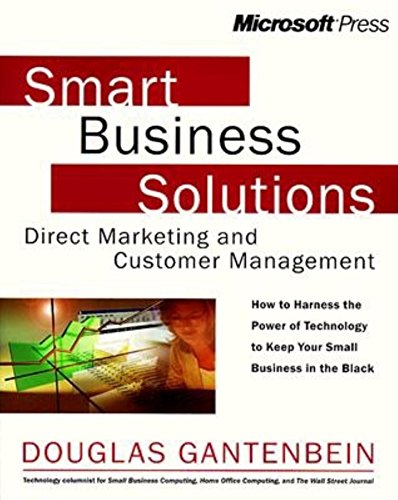 Microsoft Press
Smart
Business
Solutions
Direct Marketing and
Customer Management
How to Harness the
Power of Technology
to Keep Your Small
Business in the Black
DOUGLAS GANTENBEIN
Technology columnist for Small Business Computing, Home Office Computing, and The Wall Street Journal